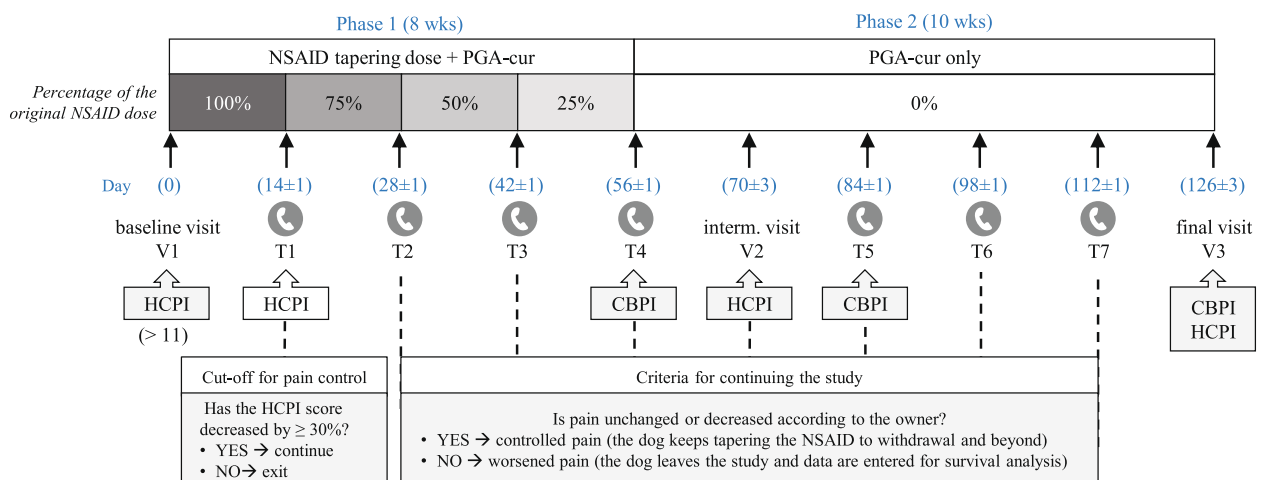 Phase 1 (8 wks)
Phase 2 (10 wks)
NSAID tapering dose + PGA-cur
PGA-cur only
Percentage of the
original NSAID dose
100%
75%
50%
25%
0%
Day (0) (14±1) (28±1) (42±1) (56±1) (70±3) (84±1) (98±1) (112±1) (126±3)
baseline visit
interm. visit
final visit
V1 T1 T2 T3 T4 V2 T5 T6 T7 V3
HCPI
HCPI
CBPI
HCPI
CBPI
CBPI
HCPI
(> 11)
Cut-off for pain control
Has the HCPI score
decreased by ≥ 30%?
• YES → continue
• NO→ exit
Criteria for continuing the study
Is pain unchanged or decreased according to the owner?
• YES → controlled pain (the dog keeps tapering the NSAID to withdrawal and beyond)
• NO → worsened pain (the dog leaves the study and data are entered for survival analysis)